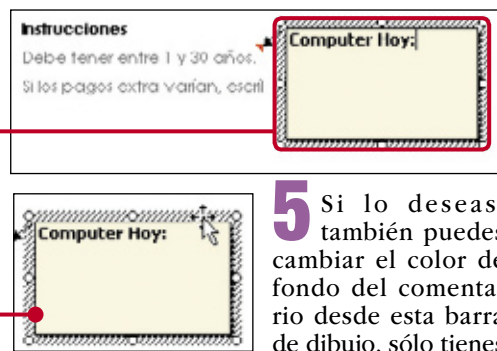 Instrucciones
Debe tener entre 1 y 30 años.
Si los pagos extra varían, escri
Computer Hoy:
Computer Hoy:
5 Si lo deseas
también puedes
cambiar el color de
fondo del comenta
rio desde esta barra
de dibujo, sólo tienes